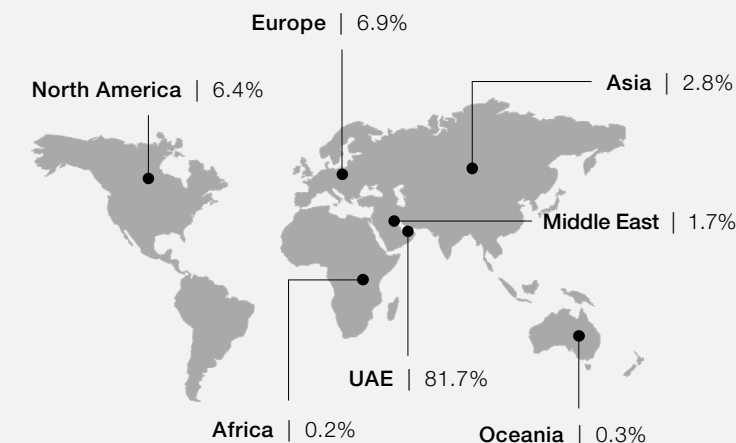 Europe | 6.9%
North America | 6.4%
Asia | 2.8%
Middle East | 1.7%
UAE | 81.7%
Africa | 0.2%
Oceania | 0.3%